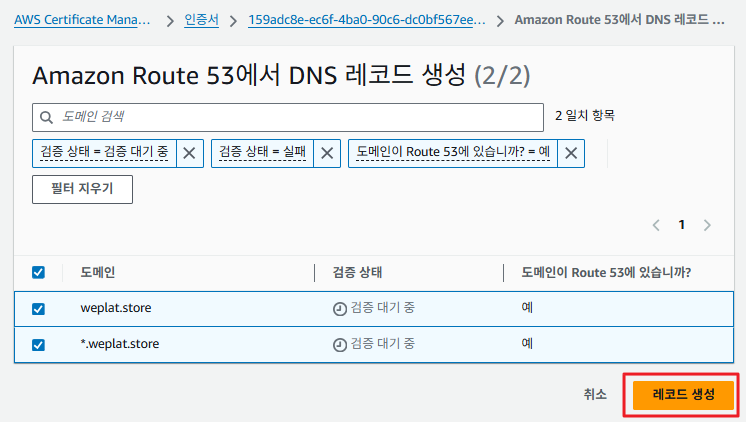 AWS Certificate Mana... > 인증서 > 159adc8e-ec6f-4ba0-90c6-dc0bf567ee... > Amazon Route 53에서 DNS 레코드 ...
Amazon Route 53에서 DNS 레코드 생성 (2/2)
도메인 검색 2 일치 항목
검증 상태 = 검증 대기 중 × 검증 상태 = 실패 × 도메인이 Route 53에 있습니까? = 예 ×
필터 지우기
< 1 >
도메인 검증 상태 도메인이 Route 53에 있습니까?
weplat.store 검증 대기 중 예
*.weplat.store 검증 대기 중 예
취소 레코드 생성